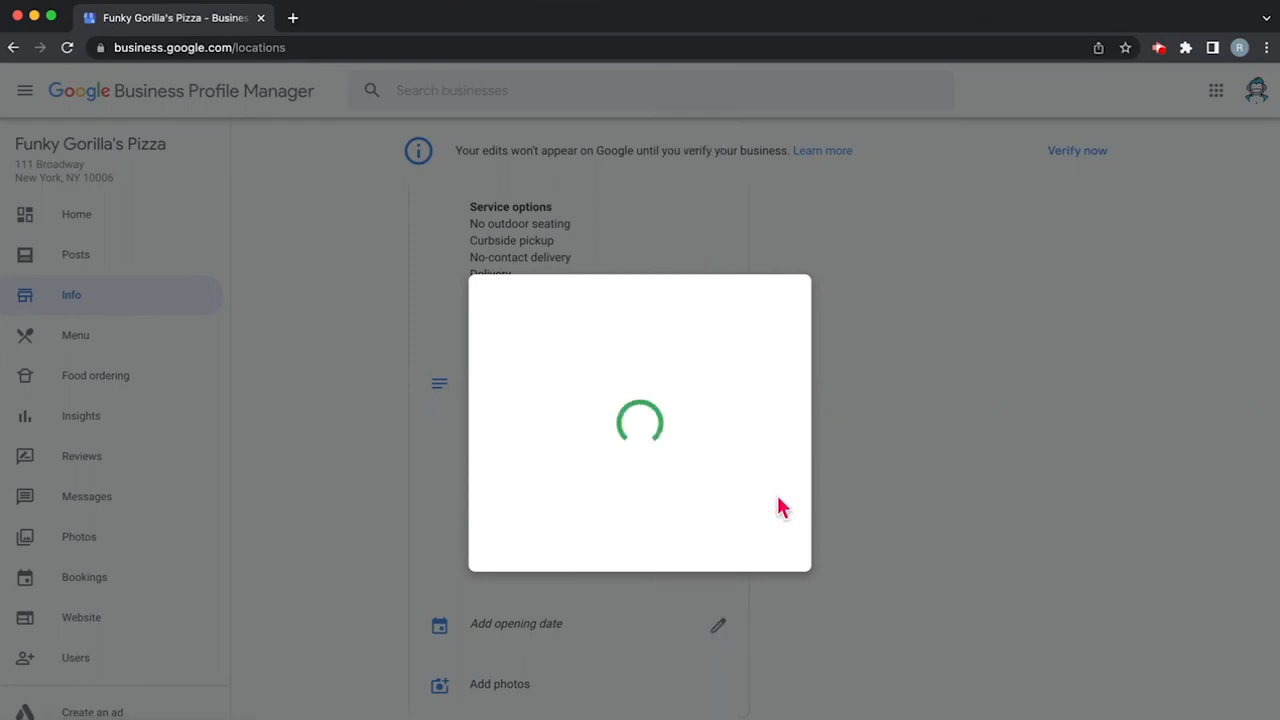 Funky Gorilla's Pizza - Busines
business.google.com/locations
R
Google Business Profile Manager
Search businesses
Funky Gorilla's Pizza
111 Broadway
New York, NY 10006
Your edits won't appear on Google until you verify your business. Learn more
Verify now
Home
Posts
Info
Menu
Food ordering
Insights
Reviews
Messages
Photos
Bookings
Website
Users
Create an ad
Service options
No outdoor seating
Curbside pickup
No-contact delivery
Delivery
Add opening date
Add photos